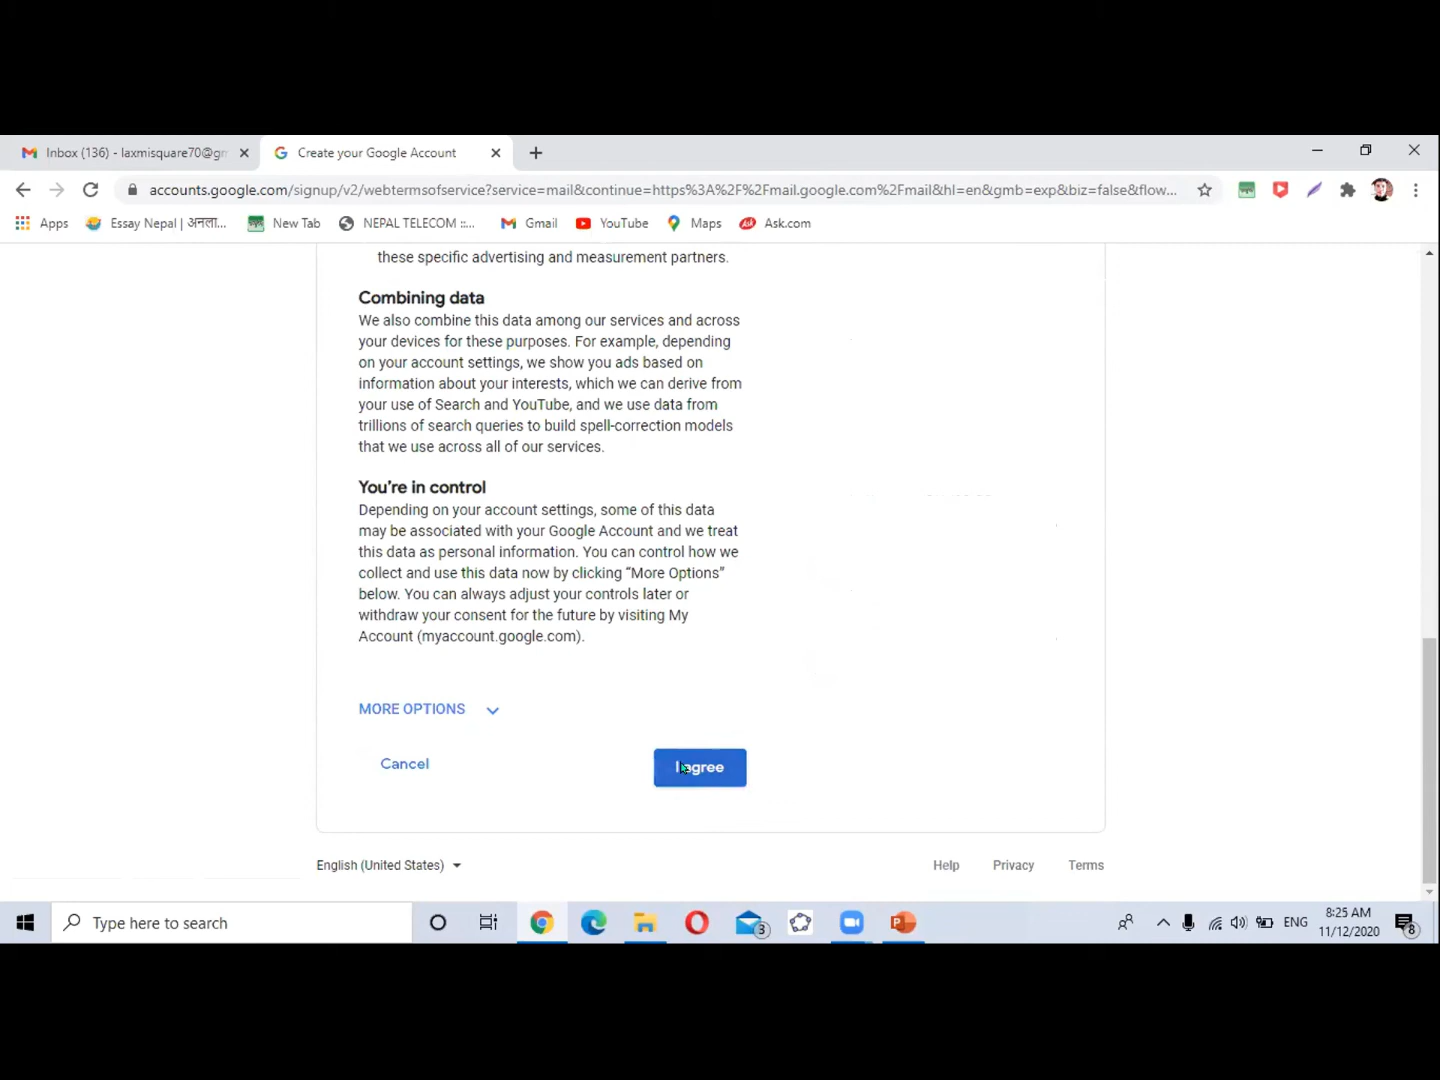 Inbox (136) - laxmisquare70@gm
Create your Google Account
accounts.google.com/signup/v2/webtermsofservice?service=mail&continue=https%3A%2F%2Fmail.google.com%2Fmail&hl=en&gmb=exp&biz=false&flow...
Apps
Essay Nepal | अनला...
New Tab
NEPAL TELECOM ::...
Gmail
YouTube
Maps
Ask
Ask.com
these specific advertising and measurement partners.
Combining data
We also combine this data among our services and across
your devices for these purposes. For example, depending
on your account settings, we show you ads based on
information about your interests, which we can derive from
your use of Search and YouTube, and we use data from
trillions of search queries to build spell-correction models
that we use across all of our services.
You're in control
Depending on your account settings, some of this data
may be associated with your Google Account and we treat
this data as personal information. You can control how we
collect and use this data now by clicking “More Options”
below. You can always adjust your controls later or
withdraw your consent for the future by visiting My
Account (myaccount.google.com).
MORE OPTIONS
Cancel
I agree
English (United States)
Help
Privacy
Terms
Type here to search
3
P
ENG
8:25 AM
11/12/2020
8